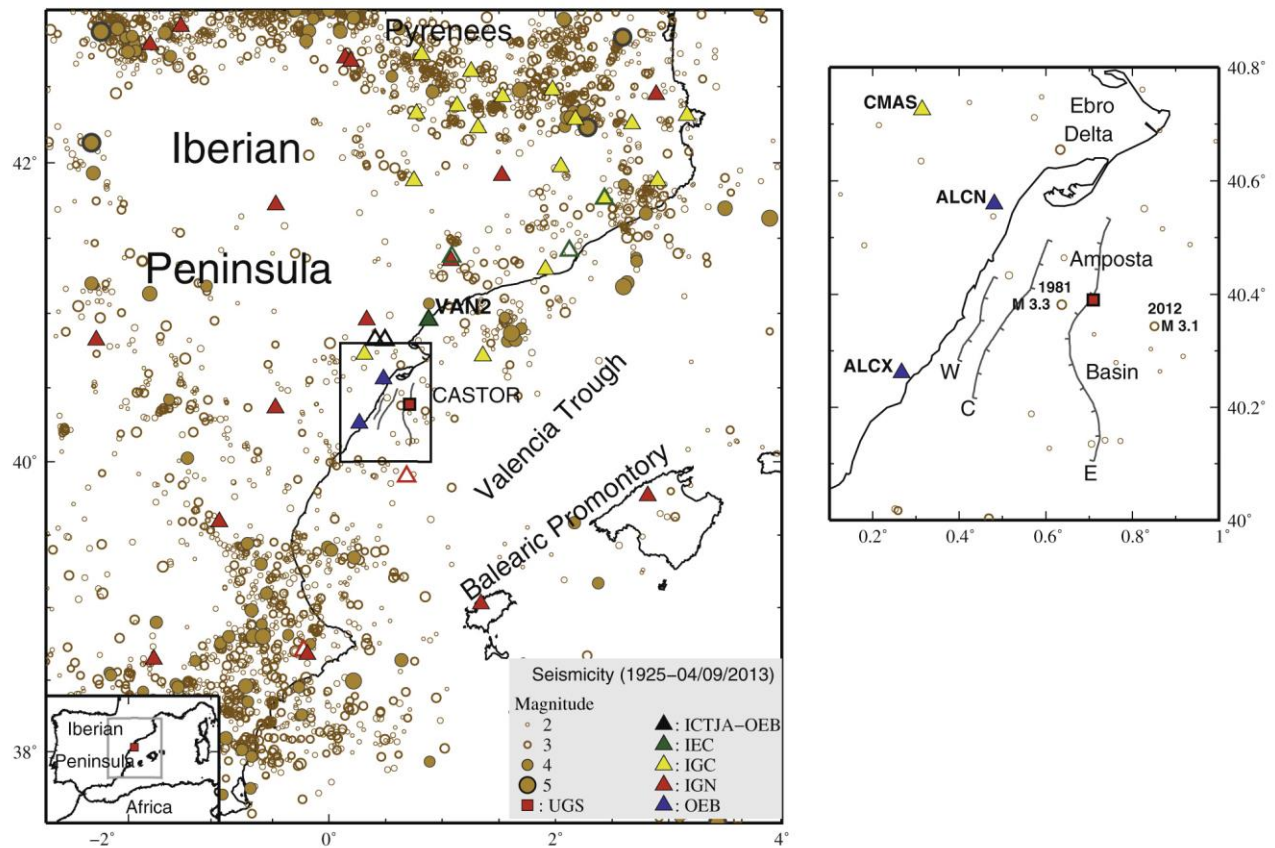 Pyrenees
42°
Iberian
Peninsula
VAN2
CASTOR
40°
Valencia Trough
Balearic Promontory
38°
Iberian
Peninsula
Africa
Seismicity (1925−04/09/2013)
Magnitude
2
3
4
5
: UGS
: ICTJA−OEB
: IEC
: IGC
: IGN
: OEB
−2°
0°
2°
4°
40.8°
CMAS
Ebro
Delta
40.6°
ALCN
Amposta
1981
M 3.3
40.4°
2012
M 3.1
ALCX
W
Basin
C
40.2°
E
40°
0.2°
0.4°
0.6°
0.8°
1°